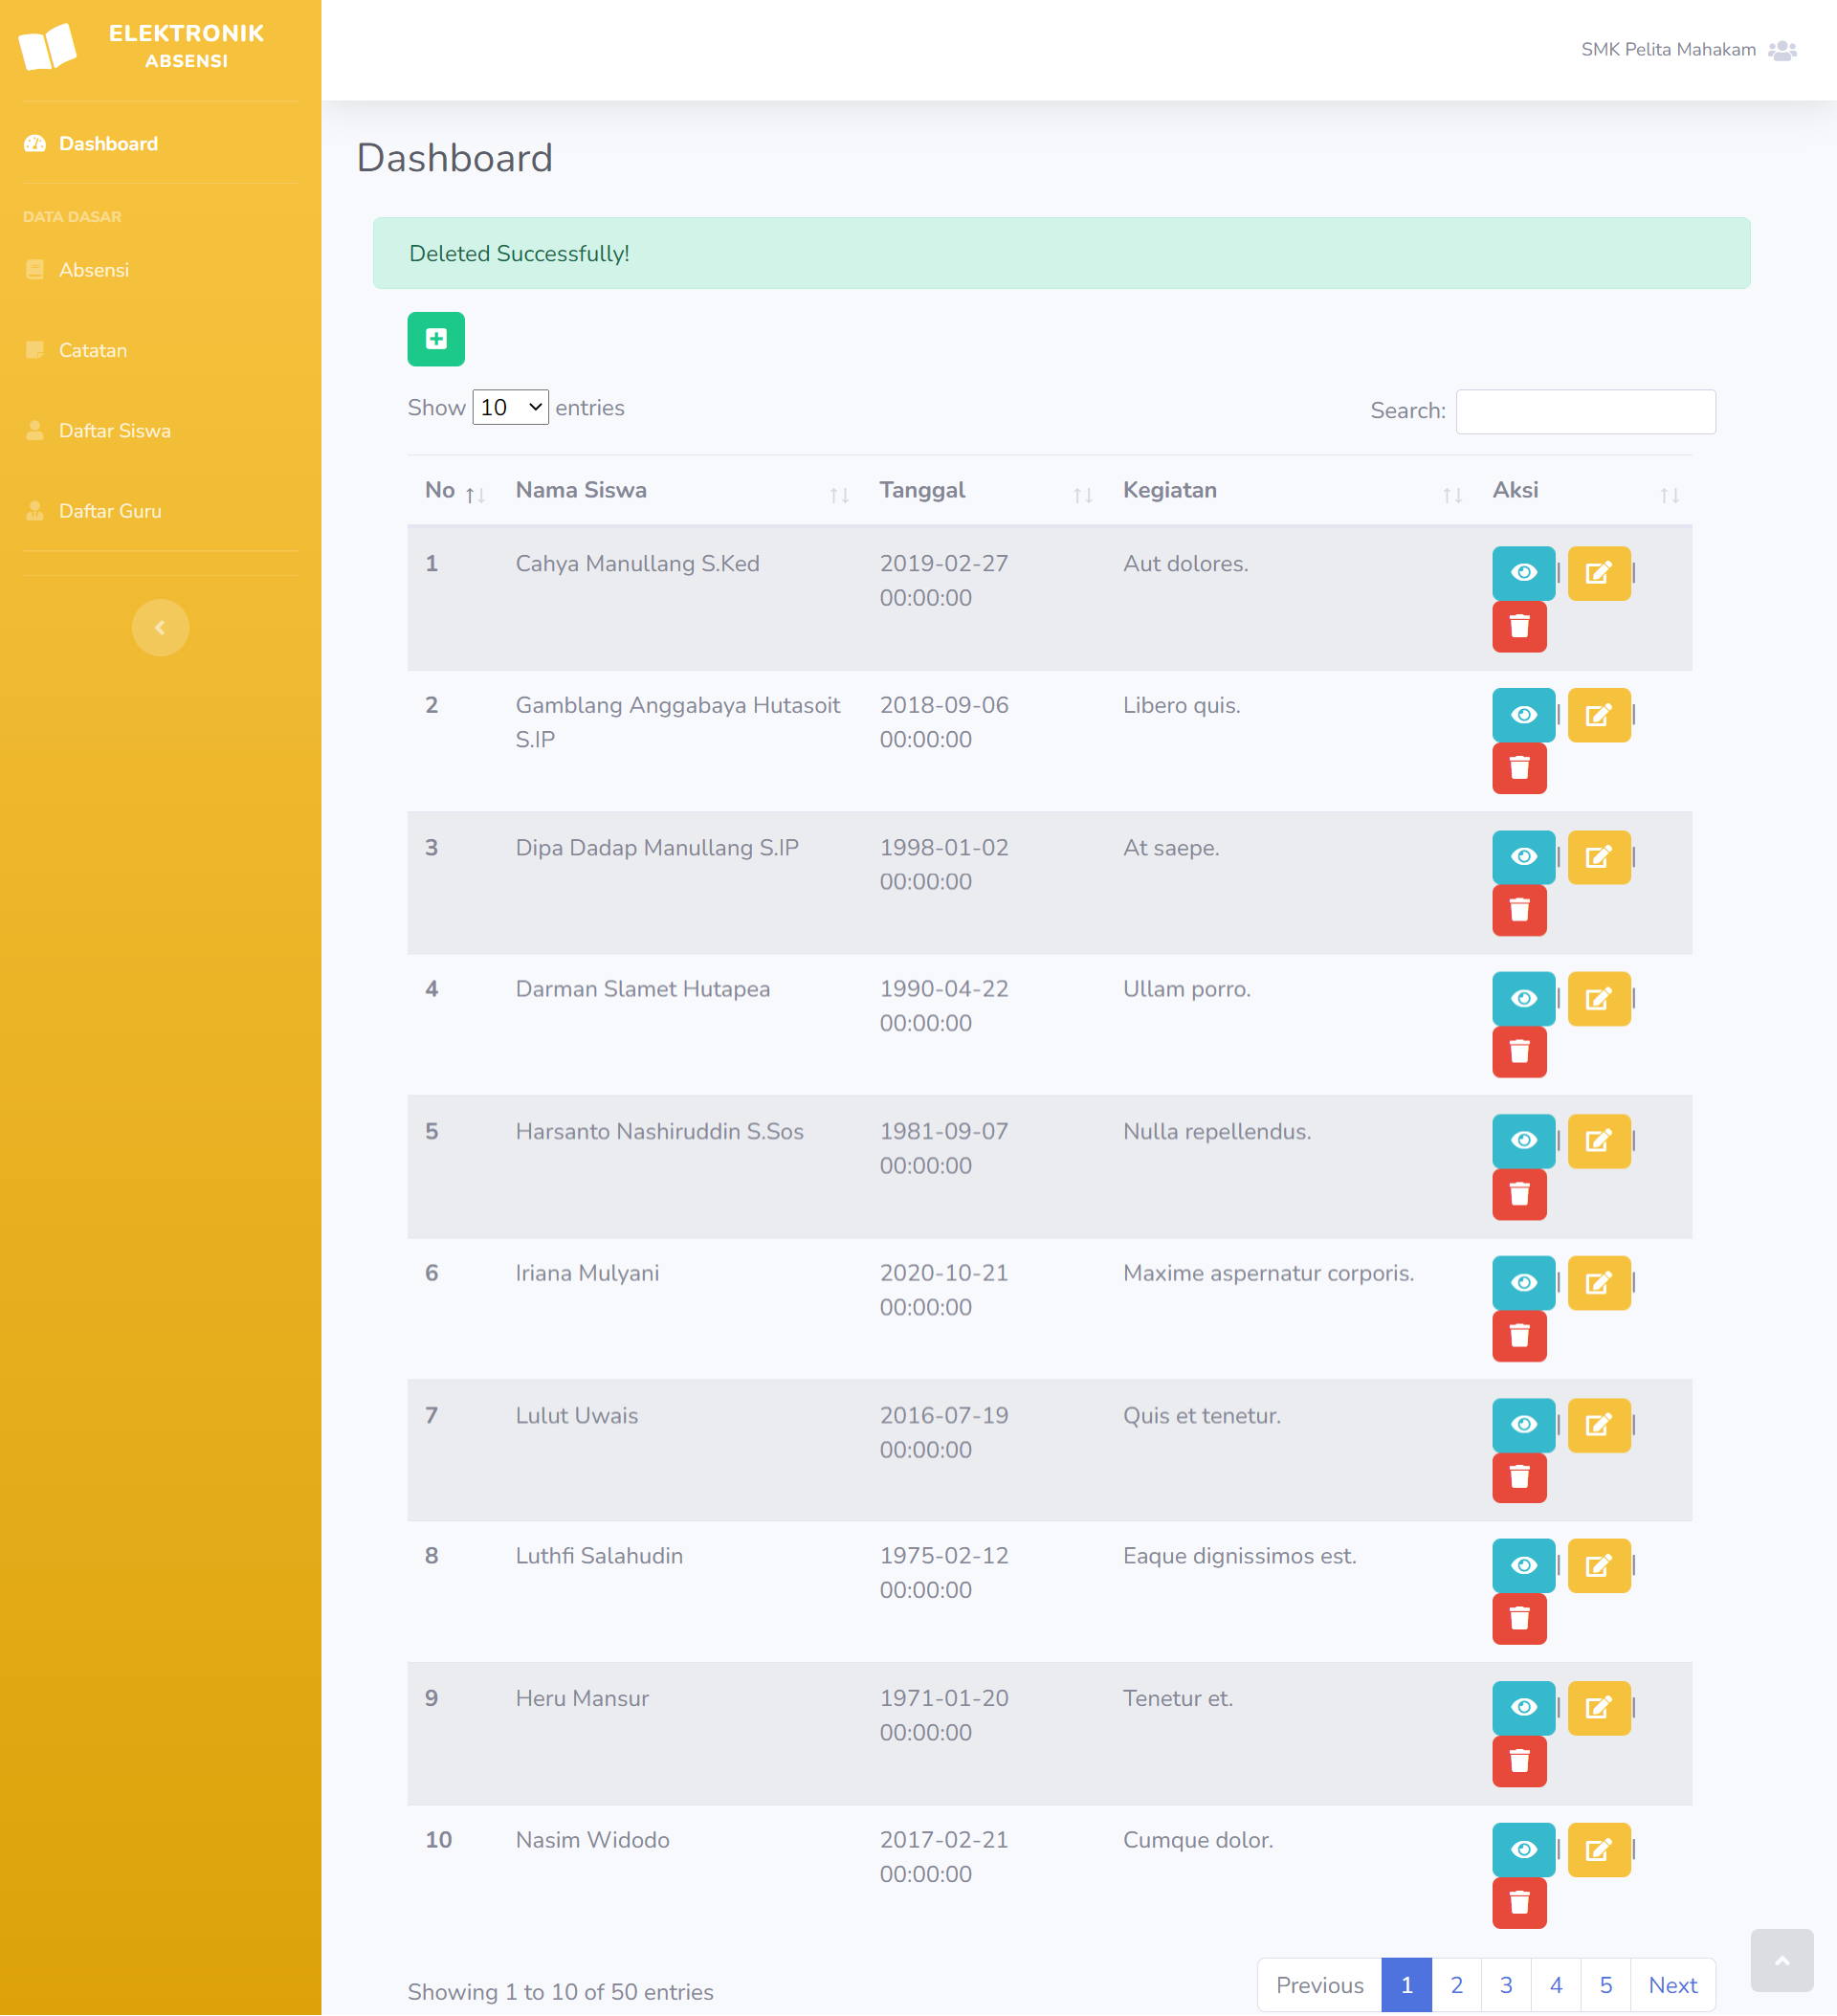 ELEKTRONIK
ABSENSI
SMK Pelita Mahakam
Dashboard
DATA DASAR
Absensi
Catatan
Daftar Siswa
Daftar Guru
Dashboard
Deleted Successfully!
Show 10 entries
Search:
No Nama Siswa Tanggal Kegiatan Aksi
1 Cahya Manullang S.Ked 2019-02-27 Aut dolores. | |
00:00:00
2 Gamblang Anggabaya Hutasoit 2018-09-06 Libero quis. | |
S.IP 00:00:00
3 Dipa Dadap Manullang S.IP 1998-01-02 At saepe. | |
00:00:00
4 Darman Slamet Hutapea 1990-04-22 Ullam porro. | |
00:00:00
5 Harsanto Nashiruddin S.Sos 1981-09-07 Nulla repellendus. | |
00:00:00
6 Iriana Mulyani 2020-10-21 Maxime aspernatur corporis. | |
00:00:00
7 Lulut Uwais 2016-07-19 Quis et tenetur. | |
00:00:00
8 Luthfi Salahudin 1975-02-12 Eaque dignissimos est. | |
00:00:00
9 Heru Mansur 1971-01-20 Tenetur et. | |
00:00:00
10 Nasim Widodo 2017-02-21 Cumque dolor. | |
00:00:00
Showing 1 to 10 of 50 entries
Previous 1 2 3 4 5 Next